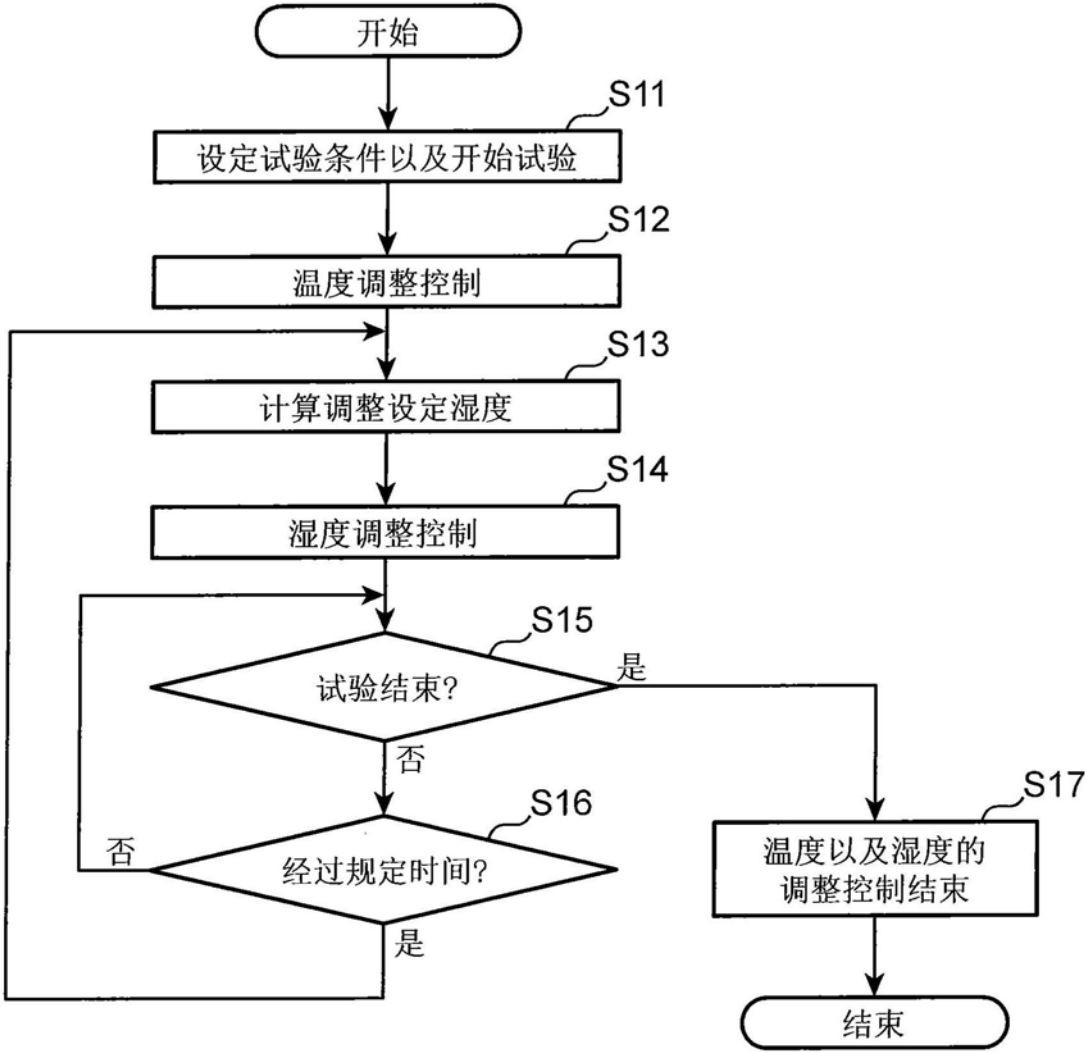 开始
S11
设定试验条件以及开始试验
S12
温度调整控制
S13
计算调整设定湿度
S14
湿度调整控制
S15
试验结束?
是
否
S16
经过规定时间?
否
是
S17
温度以及湿度的
调整控制结束
结束